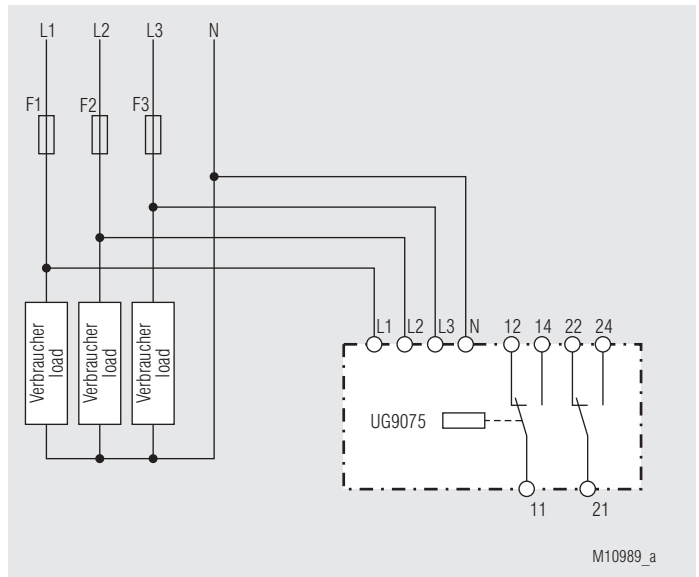 L1 L2 L3 N
F1 F2 F3
Verbraucher
load
Verbraucher
load
Verbraucher
load
L1 L2 L3 N 12 14 22 24
UG9075
11 21
M10989_a